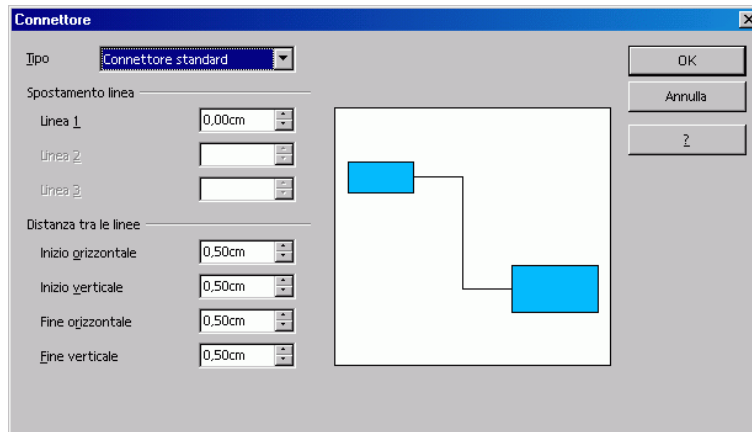 Connettore
Tipo Connettore standard
OK
Spostamento linea
Annulla
Linea 1 0,00cm
?
Linea 2
Linea 3
Distanza tra le linee
Inizio orizzontale 0,50cm
Inizio verticale 0,50cm
Fine orizzontale 0,50cm
Fine verticale 0,50cm